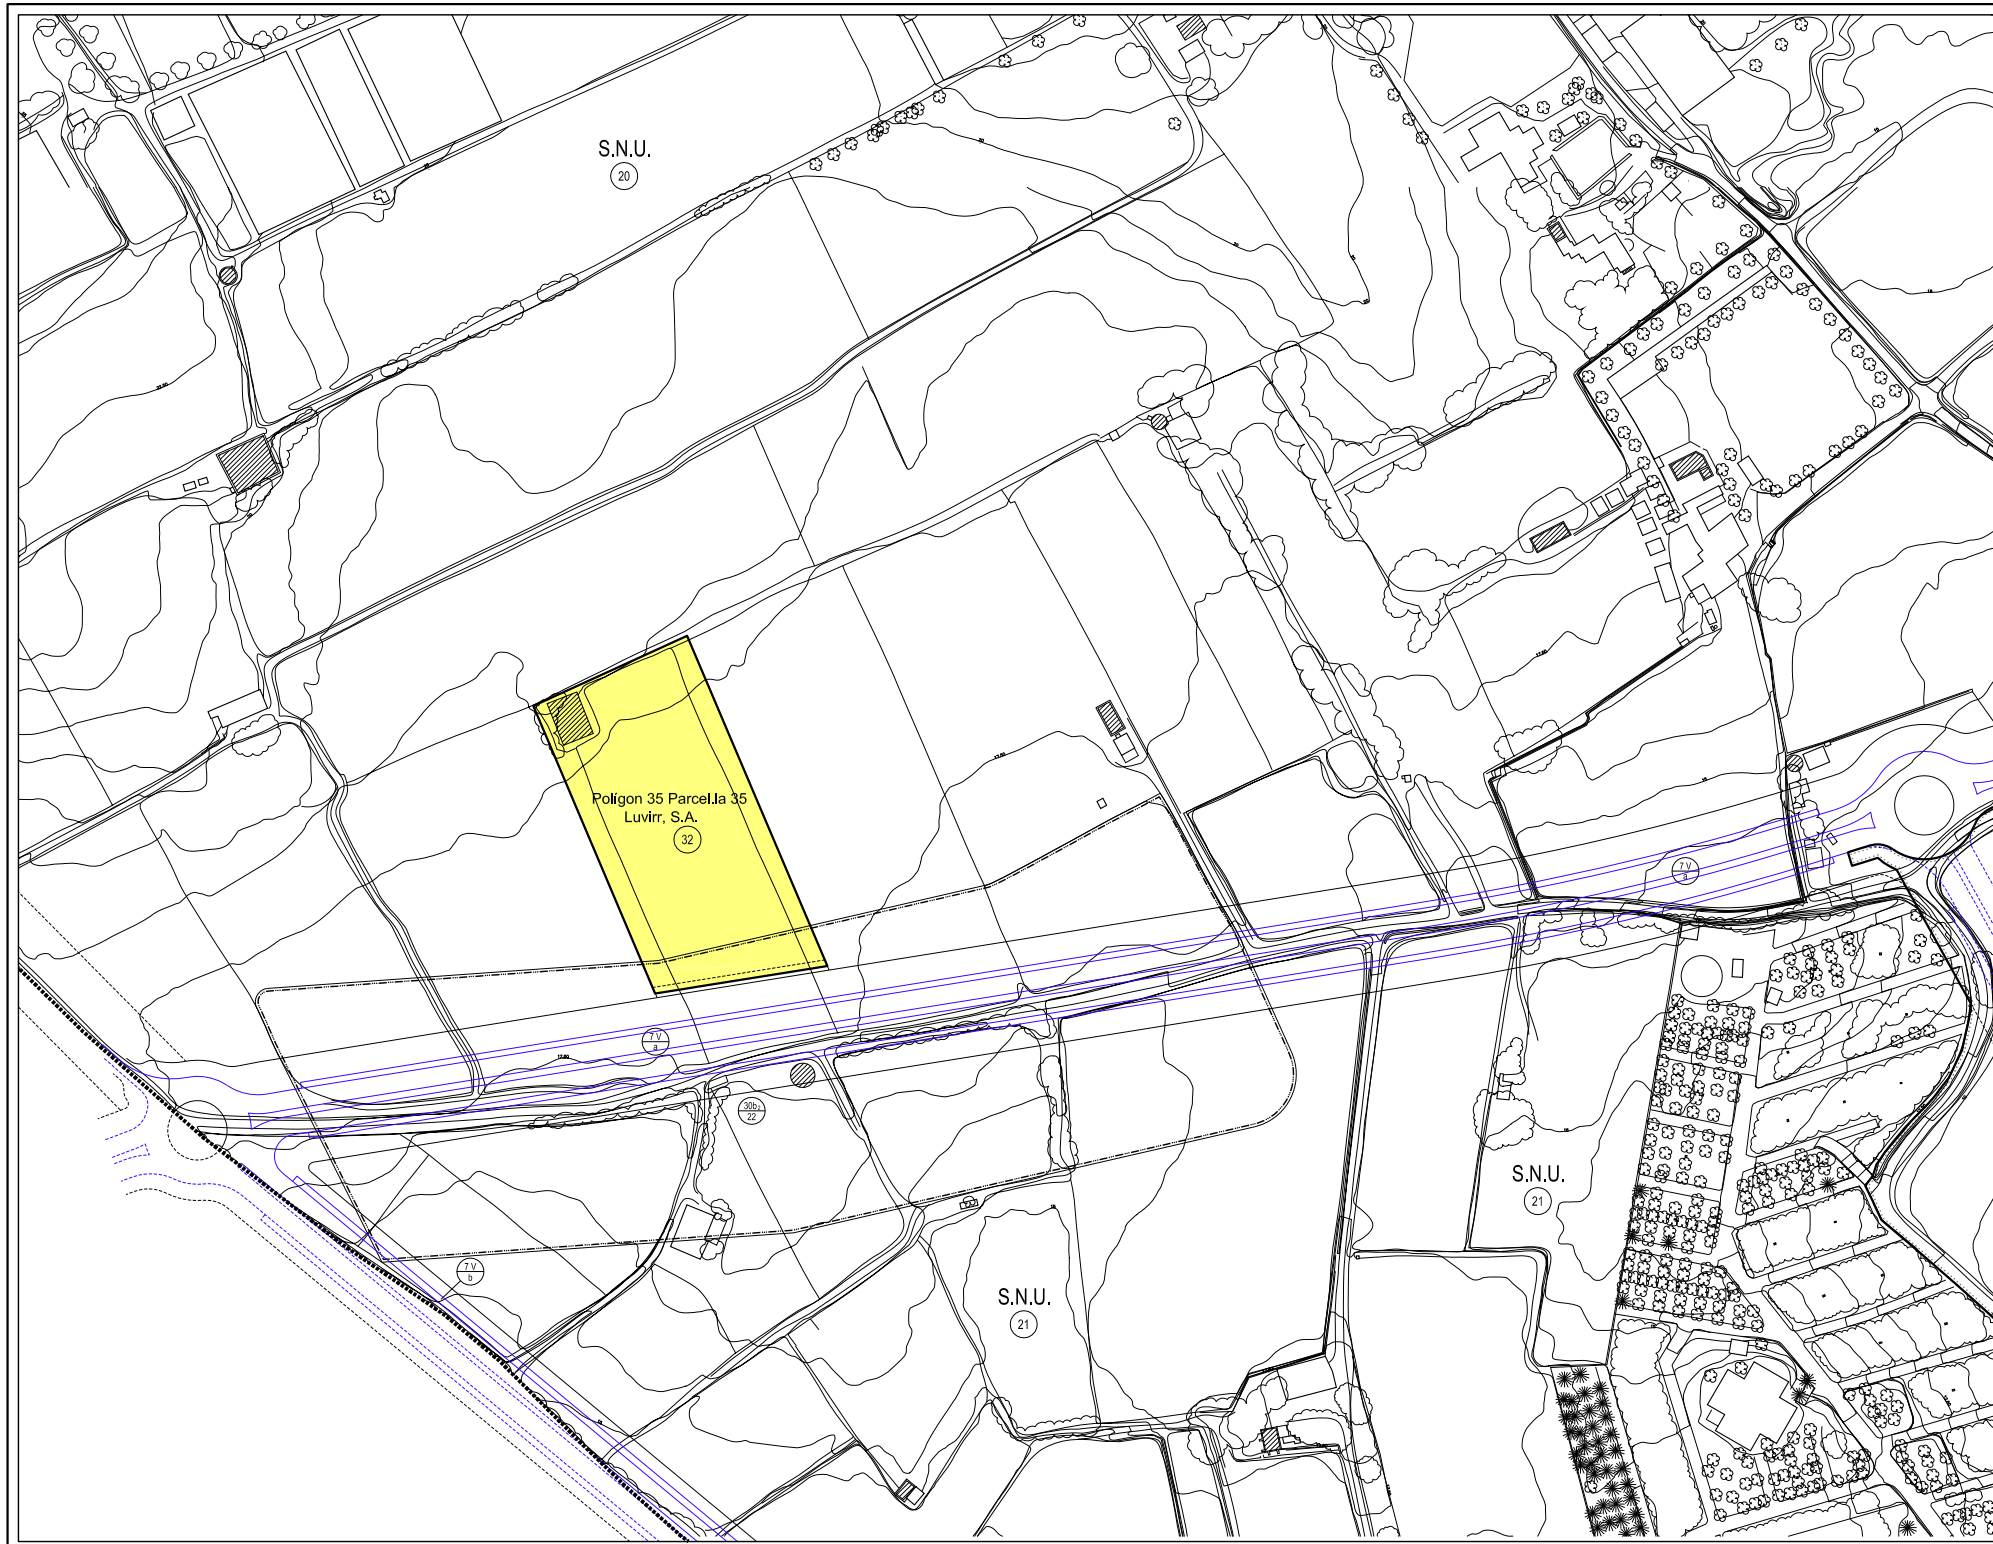 S.N.U.
20
Polígon 35 Parcel.la 35
Luvirr, S.A.
32
7 V
a
7 V
a
30b2
22
S.N.U.
21
7 V
b
S.N.U.
21